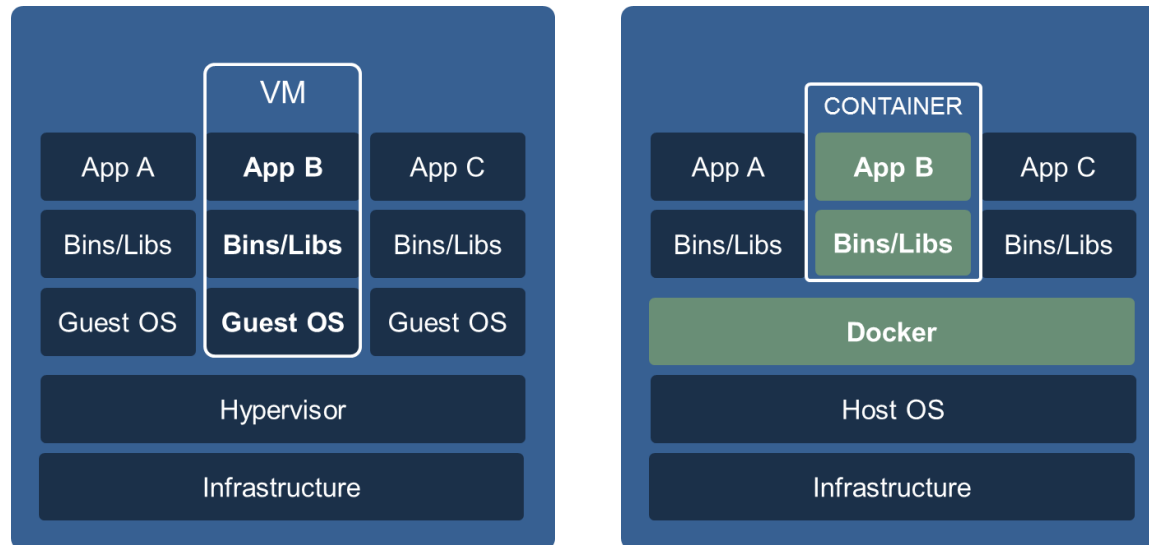 VM
App A
App B
App C
Bins/Libs
Bins/Libs
Bins/Libs
Guest OS
Guest OS
Guest OS
Hypervisor
Infrastructure
CONTAINER
App A
App B
App C
Bins/Libs
Bins/Libs
Bins/Libs
Docker
Host OS
Infrastructure